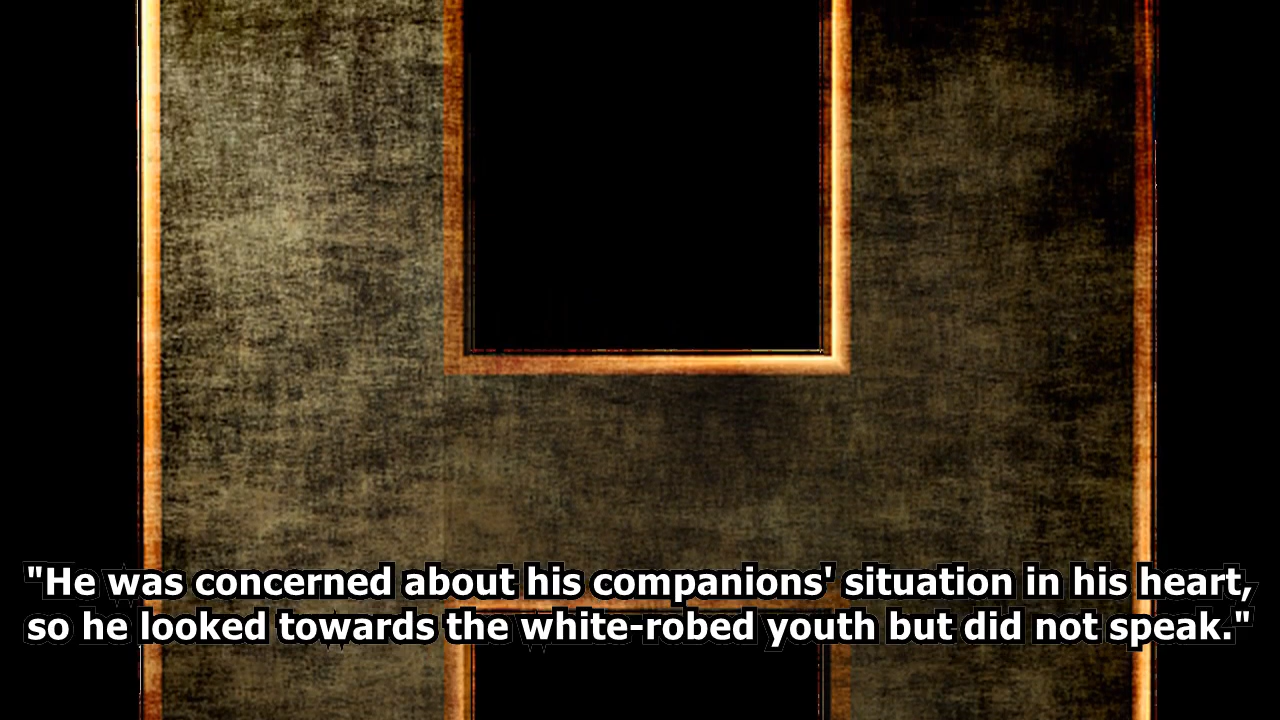 "He was concerned about his companions' situation in his heart,
so he looked towards the white-robed youth but did not speak."